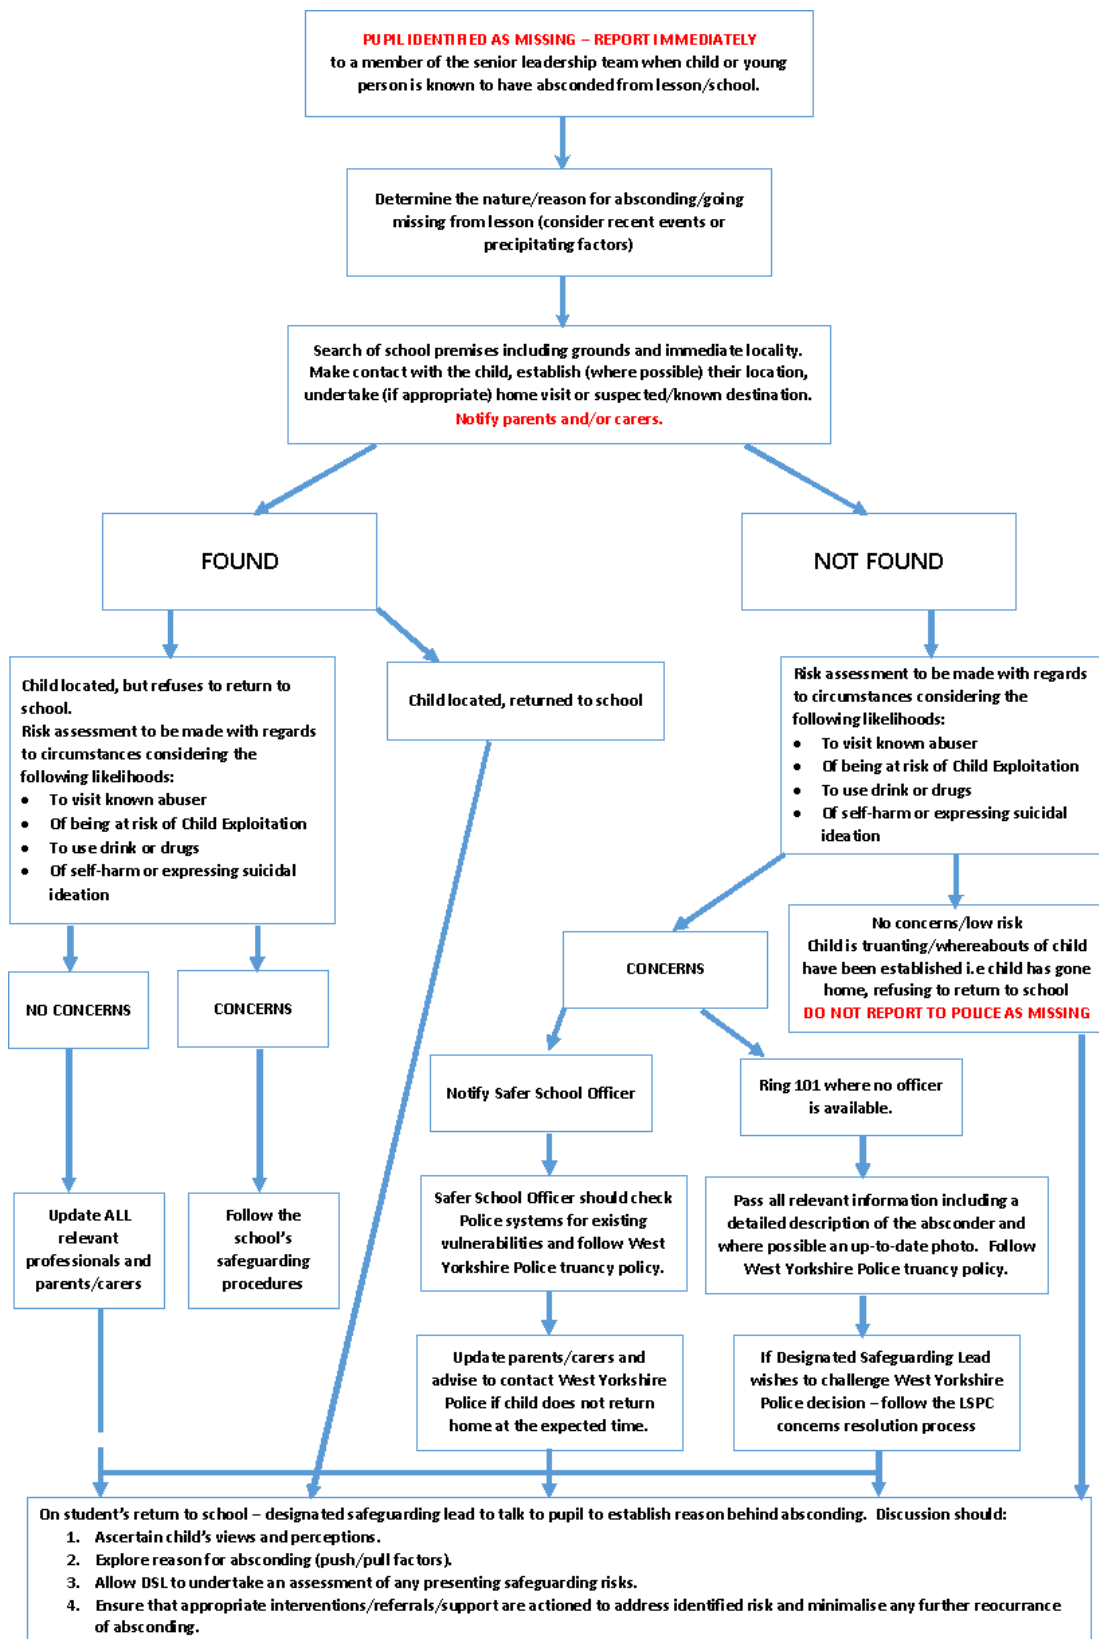 PUPIL IDENTIFIED AS MISSING – REPORT IMMEDIATELY
to a member of the senior leadership team when child or young
person is known to have absconded from lesson/school.
Determine the nature/reason for absconding/going
missing from lesson (consider recent events or
precipitating factors)
Search of school premises including grounds and immediate locality.
Make contact with the child, establish (where possible) their location,
undertake (if appropriate) home visit or suspected/known destination.
Notify parents and/or carers.
FOUND
NOT FOUND
Child located, but refuses to return to
school.
Risk assessment to be made with regards
to circumstances considering the
following likelihoods:
• To visit known abuser
• Of being at risk of Child Exploitation
• To use drink or drugs
• Of self-harm or expressing suicidal
ideation
Child located, returned to school
Risk assessment to be made with regards
to circumstances considering the
following likelihoods:
• To visit known abuser
• Of being at risk of Child Exploitation
• To use drink or drugs
• Of self-harm or expressing suicidal
ideation
NO CONCERNS
CONCERNS
CONCERNS
No concerns/low risk
Child is truanting/whereabouts of child
have been established i.e child has gone
home, refusing to return to school
DO NOT REPORT TO POLICE AS MISSING
Notify Safer School Officer
Ring 101 where no officer
is available.
Update ALL
relevant
professionals and
parents/carers
Follow the
school's
safeguarding
procedures
Safer School Officer should check
Police systems for existing
vulnerabilities and follow West
Yorkshire Police truancy policy.
Pass all relevant information including a
detailed description of the absconder and
where possible an up-to-date photo. Follow
West Yorkshire Police truancy policy.
Update parents/carers and
advise to contact West Yorkshire
Police if child does not return
home at the expected time.
If Designated Safeguarding Lead
wishes to challenge West Yorkshire
Police decision – follow the LSPC
concerns resolution process
On student's return to school – designated safeguarding lead to talk to pupil to establish reason behind absconding. Discussion should:
1. Ascertain child's views and perceptions.
2. Explore reason for absconding (push/pull factors).
3. Allow DSL to undertake an assessment of any presenting safeguarding risks.
4. Ensure that appropriate interventions/referrals/support are actioned to address identified risk and minimalise any further reocurrance
of absconding.